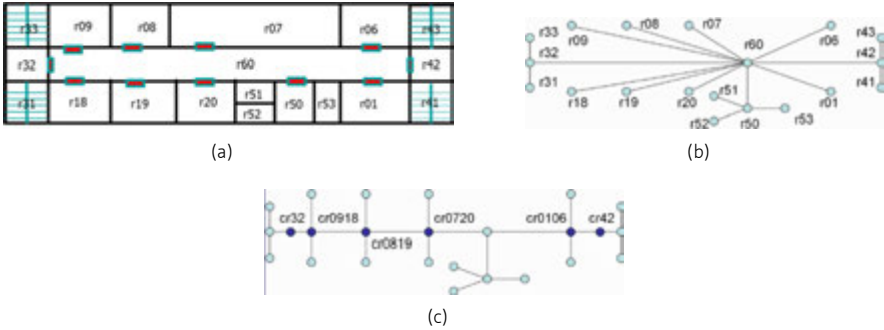 r33 r09 r08 r07 r06 r43
r32 r60 r42
r31 r18 r19 r20 r51 r52 r50 r53 r01 r41
(a)
r33 r09 r08 r07 r60 r06 r43
r32 r42
r31 r18 r19 r20 r51 r01 r41
r52 r50 r53
(b)
cr32 cr0918 cr0720 cr0106 cr42
cr0819
(c)